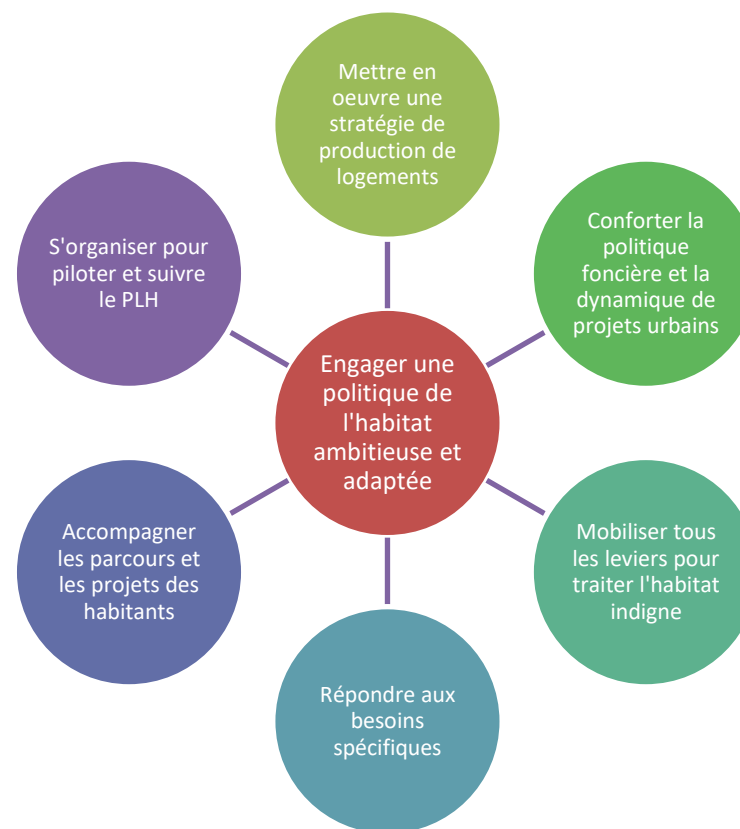 Mettre en
oeuvre une
stratégie de
production de
logements
Conforter la
politique
foncière et la
dynamique de
projets urbains
Mobiliser tous
les leviers pour
traiter l'habitat
indigne
Répondre aux
besoins
spécifiques
Accompagner
les parcours et
les projets des
habitants
S'organiser pour
piloter et suivre
le PLH
Engager une
politique de
l'habitat
ambitieuse et
adaptée